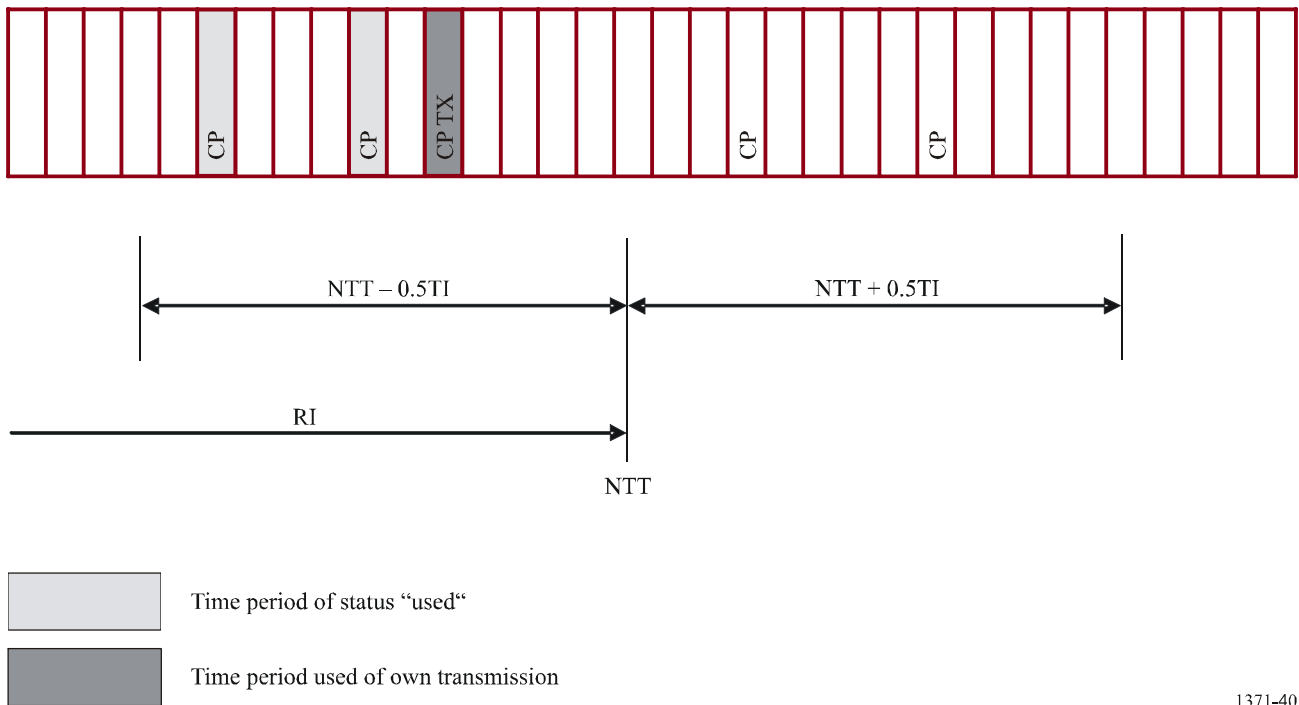 CP
CP
CP TX
CP
CP
NTT – 0.5TI
NTT + 0.5TI
RI
NTT
Time period of status “used“
Time period used of own transmission
1371-40